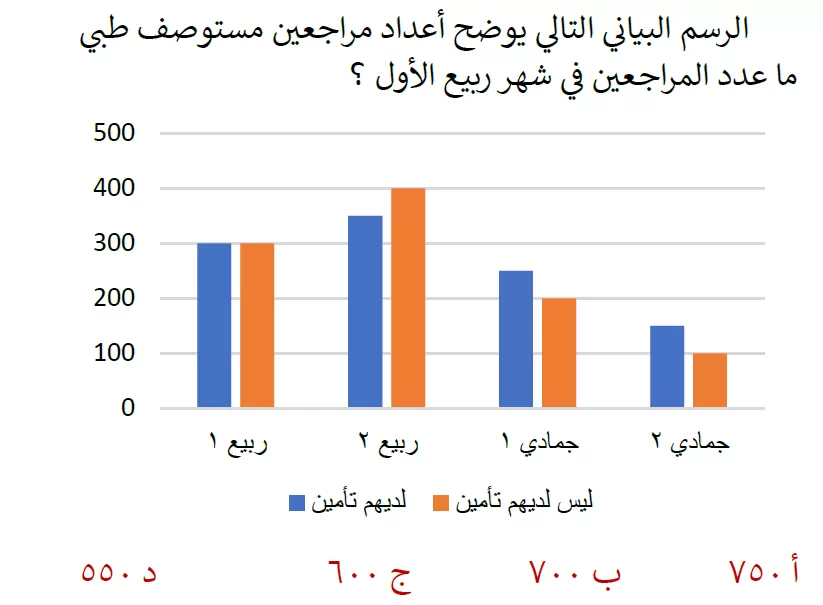 الرسم البياني التالي يوضح أعداد مراجعين مستوصف طبي
ما عدد المراجعين في شهر ربيع الأول ؟
500
400
300
200
100
0
ربيع ١
ربيع ٢
جمادي ١
جمادي ٢
لديهم تأمين
ليس لديهم تأمين
أ ٧٥٠
ب ٧٠٠
ج ٦٠٠
د ٥٥٠